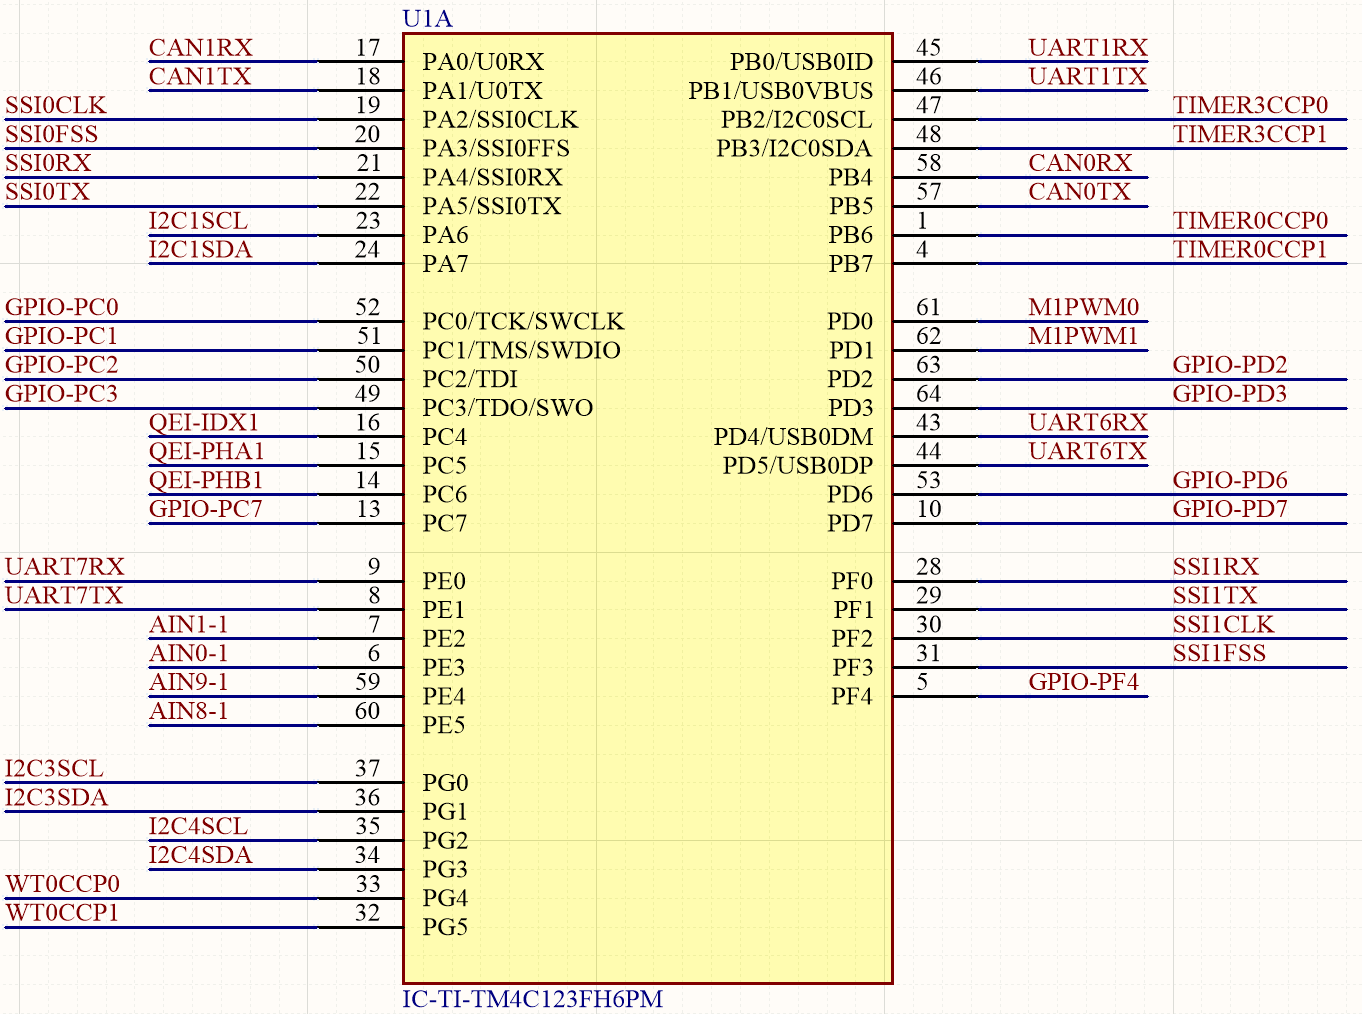 U1A
CAN1RX 17 PA0/U0RX PB0/USB0ID 45 UART1RX
CAN1TX 18 PA1/U0TX PB1/USB0VBUS 46 UART1TX
SSI0CLK 19 PA2/SSI0CLK PB2/I2C0SCL 47 TIMER3CCP0
SSI0FSS 20 PA3/SSI0FFS PB3/I2C0SDA 48 TIMER3CCP1
SSI0RX 21 PA4/SSI0RX PB4 58 CAN0RX
SSI0TX 22 PA5/SSI0TX PB5 57 CAN0TX
I2C1SCL 23 PA6 PB6 1 TIMER0CCP0
I2C1SDA 24 PA7 PB7 4 TIMER0CCP1
GPIO-PC0 52 PC0/TCK/SWCLK PD0 61 M1PWM0
GPIO-PC1 51 PC1/TMS/SWDIO PD1 62 M1PWM1
GPIO-PC2 50 PC2/TDI PD2 63 GPIO-PD2
GPIO-PC3 49 PC3/TDO/SWO PD3 64 GPIO-PD3
QEI-IDX1 16 PC4 PD4/USB0DM 43 UART6RX
QEI-PHA1 15 PC5 PD5/USB0DP 44 UART6TX
QEI-PHB1 14 PC6 PD6 53 GPIO-PD6
GPIO-PC7 13 PC7 PD7 10 GPIO-PD7
UART7RX 9 PE0 PF0 28 SSI1RX
UART7TX 8 PE1 PF1 29 SSI1TX
AIN1-1 7 PE2 PF2 30 SSI1CLK
AIN0-1 6 PE3 PF3 31 SSI1FSS
AIN9-1 59 PE4 PF4 5 GPIO-PF4
AIN8-1 60 PE5
I2C3SCL 37 PG0
I2C3SDA 36 PG1
I2C4SCL 35 PG2
I2C4SDA 34 PG3
WT0CCP0 33 PG4
WT0CCP1 32 PG5
IC-TI-TM4C123FH6PM